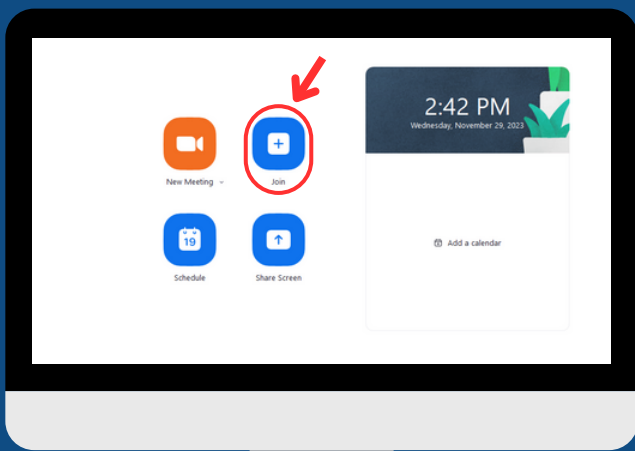 2:42 PM
Wednesday, November 29, 2023
New Meeting
Join
19
Schedule
Share Screen
Add a calendar